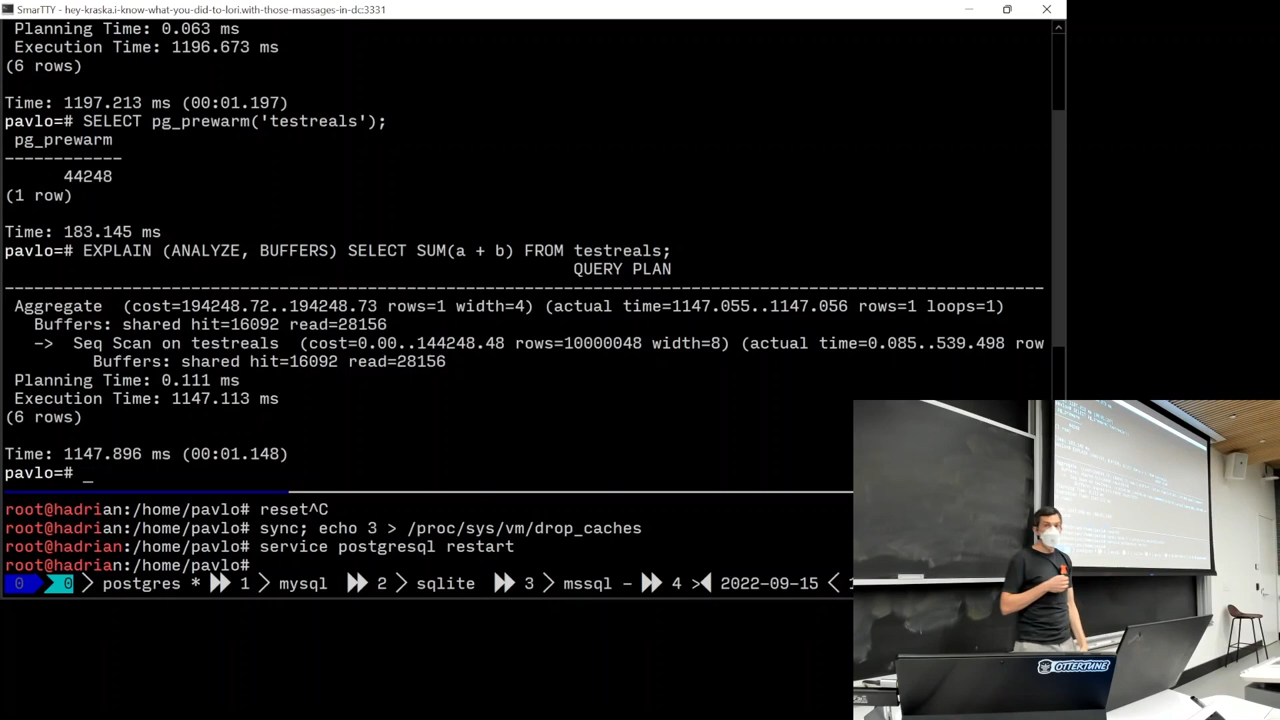 SmarTTY - hey-kraska.i-know-what-you-did-to-lori.with-those-massages-in-dc3331
Planning Time: 0.063 ms
Execution Time: 1196.673 ms
(6 rows)
Time: 1197.213 ms (00:01.197)
pavlo=# SELECT pg_prewarm('testreals');
pg_prewarm
------------
44248
(1 row)
Time: 183.145 ms
pavlo=# EXPLAIN (ANALYZE, BUFFERS) SELECT SUM(a + b) FROM testreals;
QUERY PLAN
Aggregate (cost=194248.72..194248.73 rows=1 width=4) (actual time=1147.055..1147.056 rows=1 loops=1)
Buffers: shared hit=16092 read=28156
-> Seq Scan on testreals (cost=0.00..144248.48 rows=10000048 width=8) (actual time=0.085..539.498 row
Buffers: shared hit=16092 read=28156
Planning Time: 0.111 ms
Execution Time: 1147.113 ms
(6 rows)
Time: 1147.896 ms (00:01.148)
pavlo=# _
root@hadrian:/home/pavlo# reset^C
root@hadrian:/home/pavlo# sync; echo 3 > /proc/sys/vm/drop_caches
root@hadrian:/home/pavlo# service postgresql restart
root@hadrian:/home/pavlo#
0 0 postgres * 1 mysql 2 sqlite 3 mssql - 4 2022-09-15
OTTERTUNE